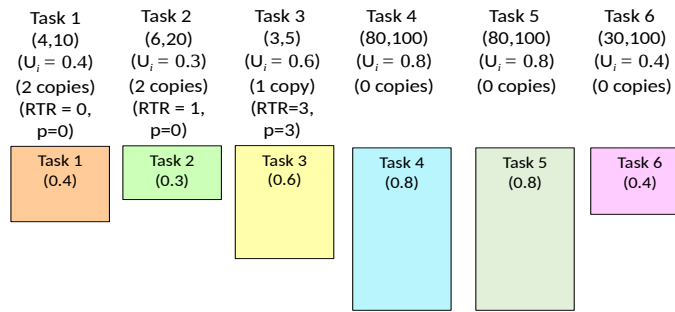 Task 1
(4,10)
(Uᵢ = 0.4)
(2 copies)
(RTR = 0,
p=0)
Task 2
(6,20)
(Uᵢ = 0.3)
(2 copies)
(RTR = 1,
p=0)
Task 3
(3,5)
(Uᵢ = 0.6)
(1 copy)
(RTR=3,
p=3)
Task 4
(80,100)
(Uᵢ = 0.8)
(0 copies)
Task 5
(80,100)
(Uᵢ = 0.8)
(0 copies)
Task 6
(30,100)
(Uᵢ = 0.4)
(0 copies)
Task 1
(0.4)
Task 2
(0.3)
Task 3
(0.6)
Task 4
(0.8)
Task 5
(0.8)
Task 6
(0.4)